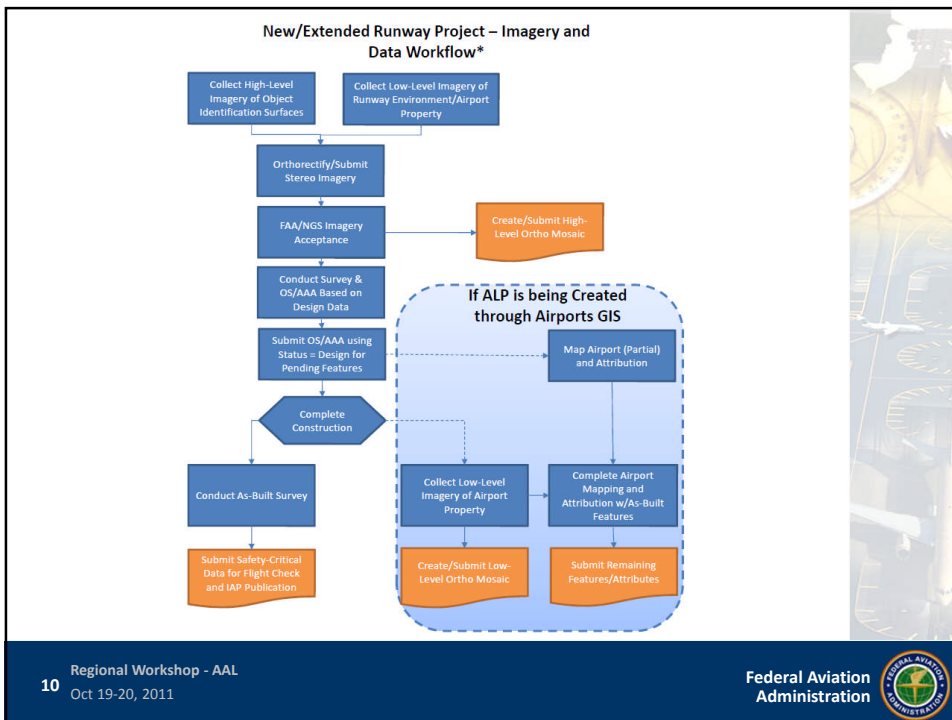 New/Extended Runway Project – Imagery and
Data Workflow*
Collect High-Level
Imagery of Object
Identification Surfaces
Collect Low-Level Imagery of
Runway Environment/Airport
Property
Orthorectify/Submit
Stereo Imagery
FAA/NGS Imagery
Acceptance
Create/Submit High-
Level Ortho Mosaic
Conduct Survey &
OS/AAA Based on
Design Data
If ALP is being Created
through Airports GIS
Submit OS/AAA using
Status = Design for
Pending Features
Map Airport (Partial)
and Attribution
Complete
Construction
Conduct As-Built Survey
Collect Low-Level
Imagery of Airport
Property
Complete Airport
Mapping and
Attribution w/As-Built
Features
Submit Safety-Critical
Data for Flight Check
and IAP Publication
Create/Submit Low-
Level Ortho Mosaic
Submit Remaining
Features/Attributes
10
Regional Workshop - AAL
Oct 19-20, 2011
Federal Aviation
Administration
FEDERAL AVIATION
ADMINISTRATION